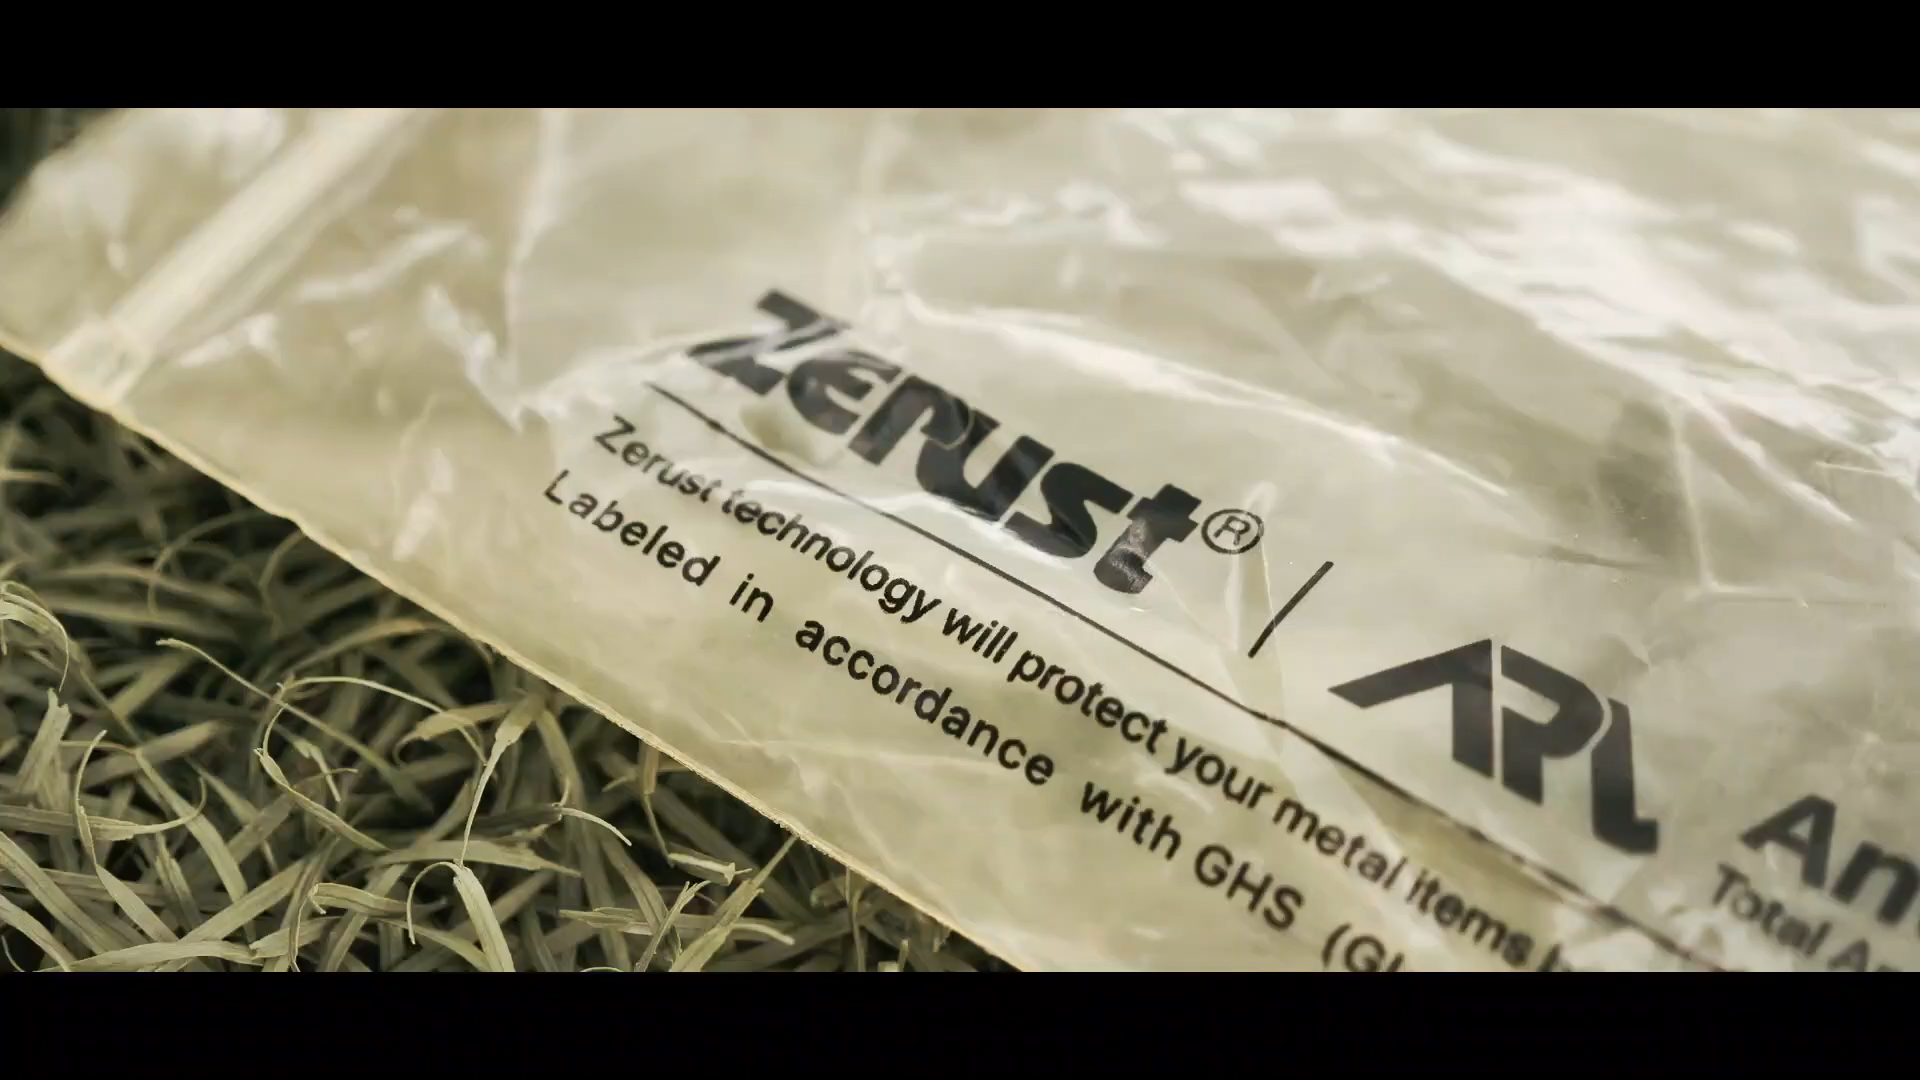 Zerust® / APL
Zerust technology will protect your metal items
Labeled in accordance with GHS
Total